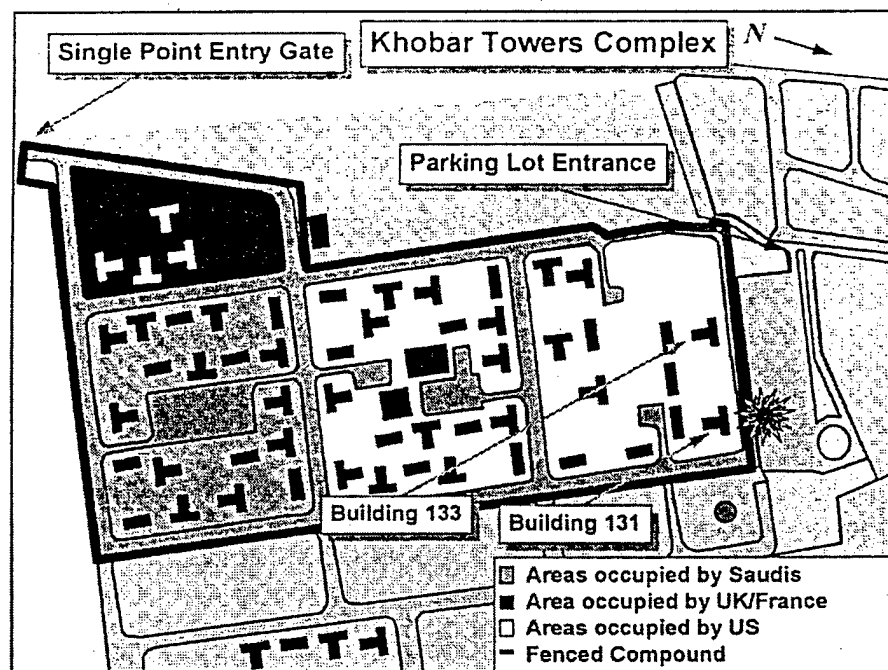 Single Point Entry Gate
Khobar Towers Complex
N
Parking Lot Entrance
Building 133
Building 131
Areas occupied by Saudis
Area occupied by UK/France
Areas occupied by US
Fenced Compound